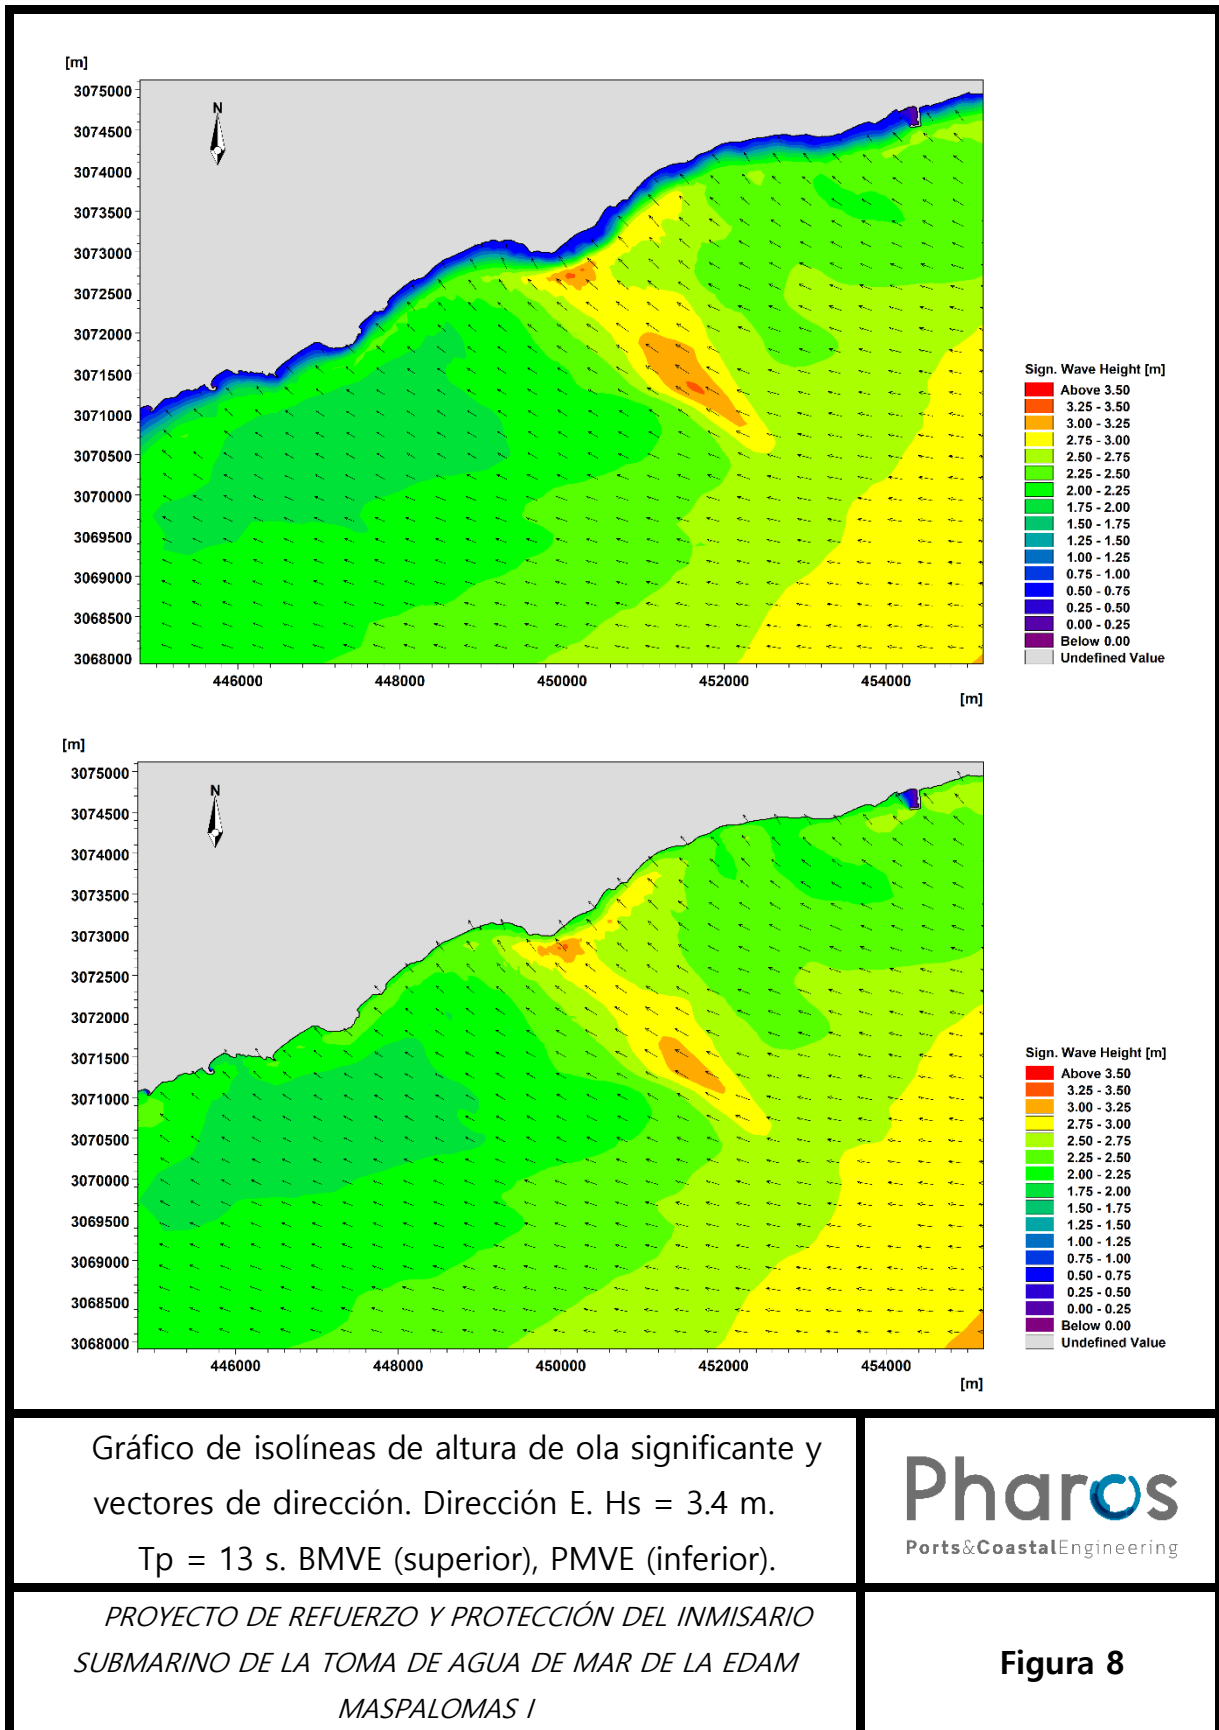 [m]
3075000
3074500
3074000
3073500
3073000
3072500
3072000
3071500
3071000
3070500
3070000
3069500
3069000
3068500
3068000
N
446000 448000 450000 452000 454000
[m]
Sign. Wave Height [m]
Above 3.50
3.25 - 3.50
3.00 - 3.25
2.75 - 3.00
2.50 - 2.75
2.25 - 2.50
2.00 - 2.25
1.75 - 2.00
1.50 - 1.75
1.25 - 1.50
1.00 - 1.25
0.75 - 1.00
0.50 - 0.75
0.25 - 0.50
0.00 - 0.25
Below 0.00
Undefined Value
[m]
3075000
3074500
3074000
3073500
3073000
3072500
3072000
3071500
3071000
3070500
3070000
3069500
3069000
3068500
3068000
N
446000 448000 450000 452000 454000
[m]
Sign. Wave Height [m]
Above 3.50
3.25 - 3.50
3.00 - 3.25
2.75 - 3.00
2.50 - 2.75
2.25 - 2.50
2.00 - 2.25
1.75 - 2.00
1.50 - 1.75
1.25 - 1.50
1.00 - 1.25
0.75 - 1.00
0.50 - 0.75
0.25 - 0.50
0.00 - 0.25
Below 0.00
Undefined Value
Gráfico de isolíneas de altura de ola significante y
vectores de dirección. Dirección E. Hs = 3.4 m.
Tp = 13 s. BMVE (superior), PMVE (inferior).
Pharos
Ports&CoastalEngineering
PROYECTO DE REFUERZO Y PROTECCIÓN DEL INMISARIO
SUBMARINO DE LA TOMA DE AGUA DE MAR DE LA EDAM
MASPALOMAS I
Figura 8